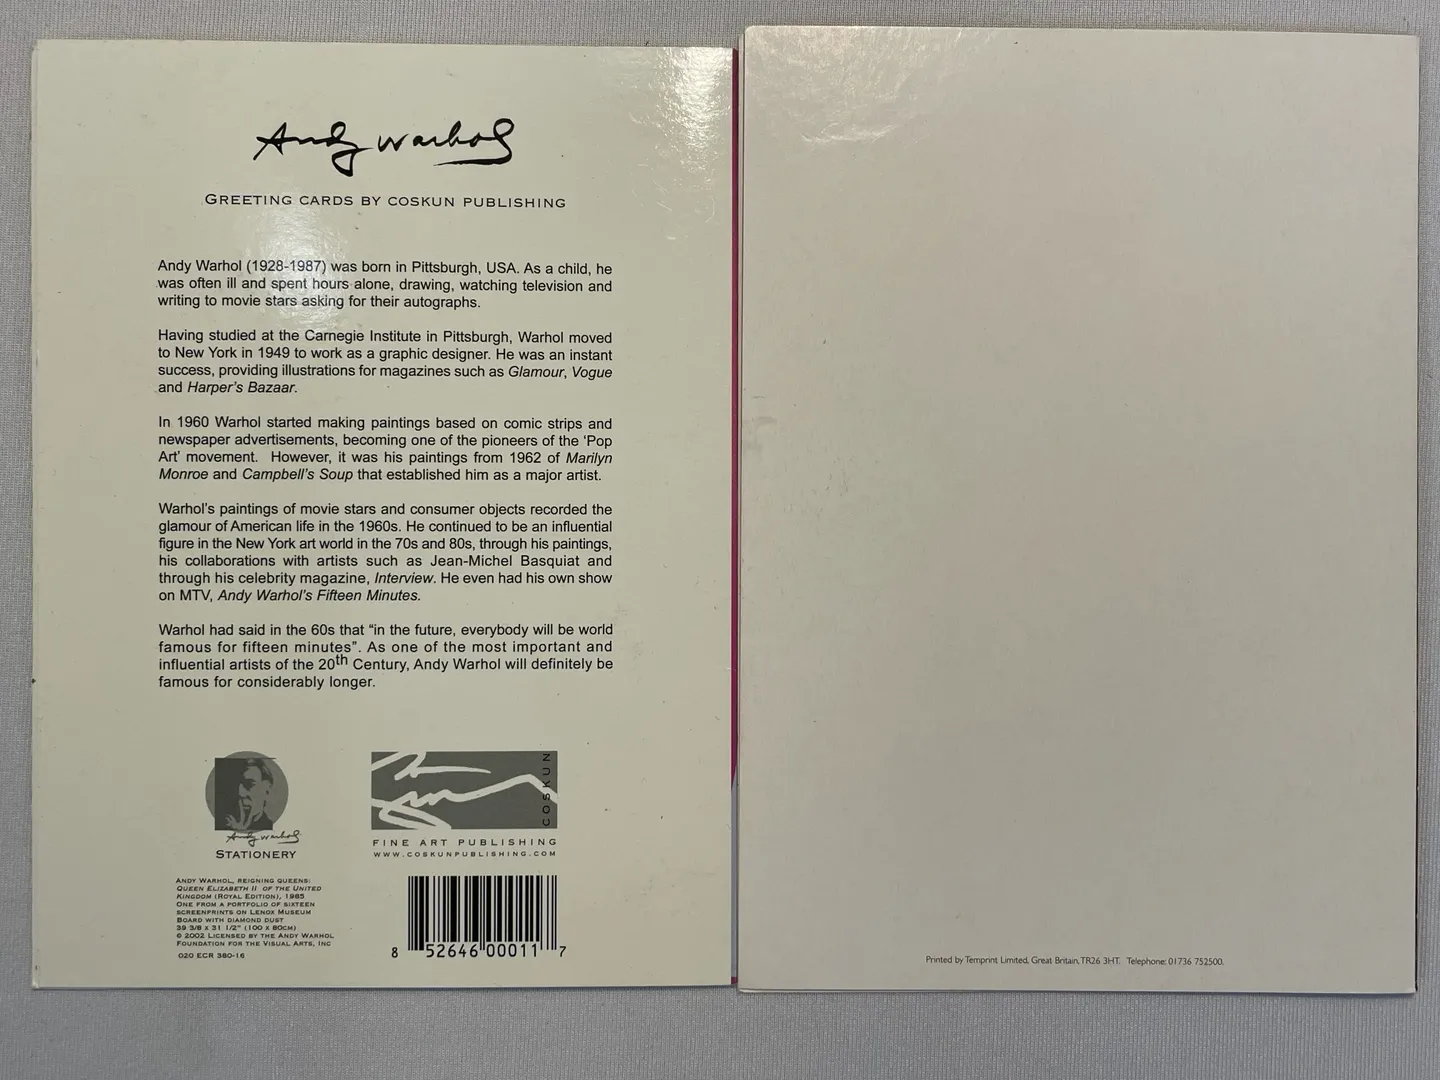 Andy Warhol
GREETING CARDS BY COSKUN PUBLISHING
Andy Warhol (1928-1987) was born in Pittsburgh, USA. As a child, he
was often ill and spent hours alone, drawing, watching television and
writing to movie stars asking for their autographs.
Having studied at the Carnegie Institute in Pittsburgh, Warhol moved
to New York in 1949 to work as a graphic designer. He was an instant
success, providing illustrations for magazines such as Glamour, Vogue
and Harper's Bazaar.
In 1960 Warhol started making paintings based on comic strips and
newspaper advertisements, becoming one of the pioneers of the ‘Pop
Art’ movement. However, it was his paintings from 1962 of Marilyn
Monroe and Campbell's Soup that established him as a major artist.
Warhol's paintings of movie stars and consumer objects recorded the
glamour of American life in the 1960s. He continued to be an influential
figure in the New York art world in the 70s and 80s, through his paintings,
his collaborations with artists such as Jean-Michel Basquiat and
through his celebrity magazine, Interview. He even had his own show
on MTV, Andy Warhol's Fifteen Minutes.
Warhol had said in the 60s that “in the future, everybody will be world
famous for fifteen minutes”. As one of the most important and
influential artists of the 20th Century, Andy Warhol will definitely be
famous for considerably longer.
Andy Warhol
STATIONERY
COSKUN
FINE ART PUBLISHING
WWW.COSKUNPUBLISHING.COM
ANDY WARHOL, REIGNING QUEENS:
QUEEN ELIZABETH II OF THE UNITED
KINGDOM (ROYAL EDITION), 1985
ONE FROM A PORTFOLIO OF SIXTEEN
SCREENPRINTS ON LENOX MUSEUM
BOARD WITH DIAMOND DUST
39 3/8 X 31 1/2" (100 X 80CM)
© 2002 LICENSED BY THE ANDY WARHOL
FOUNDATION FOR THE VISUAL ARTS, INC
020 ECR 380-16
8 52646 00011 7
Printed by Temprint Limited, Great Britain, TR26 3HT. Telephone: 01736 752500.